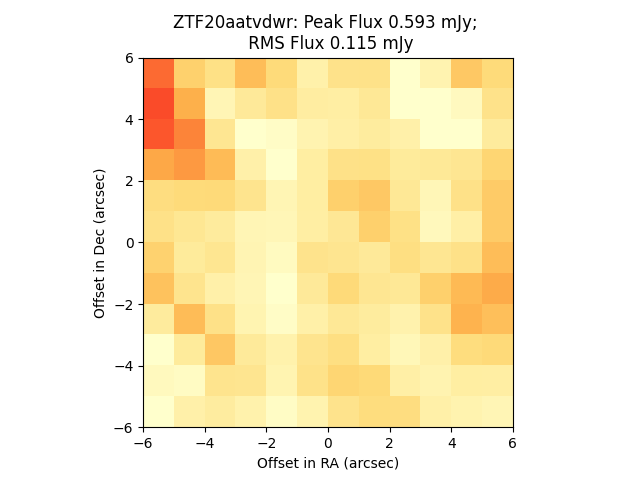 ZTF20aatvdwr: Peak Flux 0.593 mJy;
RMS Flux 0.115 mJy
6
4
2
0
−2
−4
−6
Offset in Dec (arcsec)
−6 −4 −2 0 2 4 6
Offset in RA (arcsec)